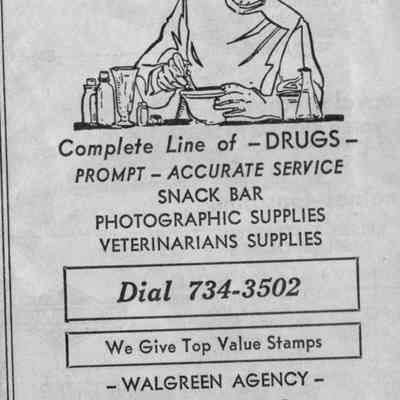 Complete Line of - DRUGS -
PROMPT - ACCURATE SERVICE
SNACK BAR
PHOTOGRAPHIC SUPPLIES
VETERINARIANS SUPPLIES
Dial 734-3502
We Give Top Value Stamps
- WALGREEN AGENCY -